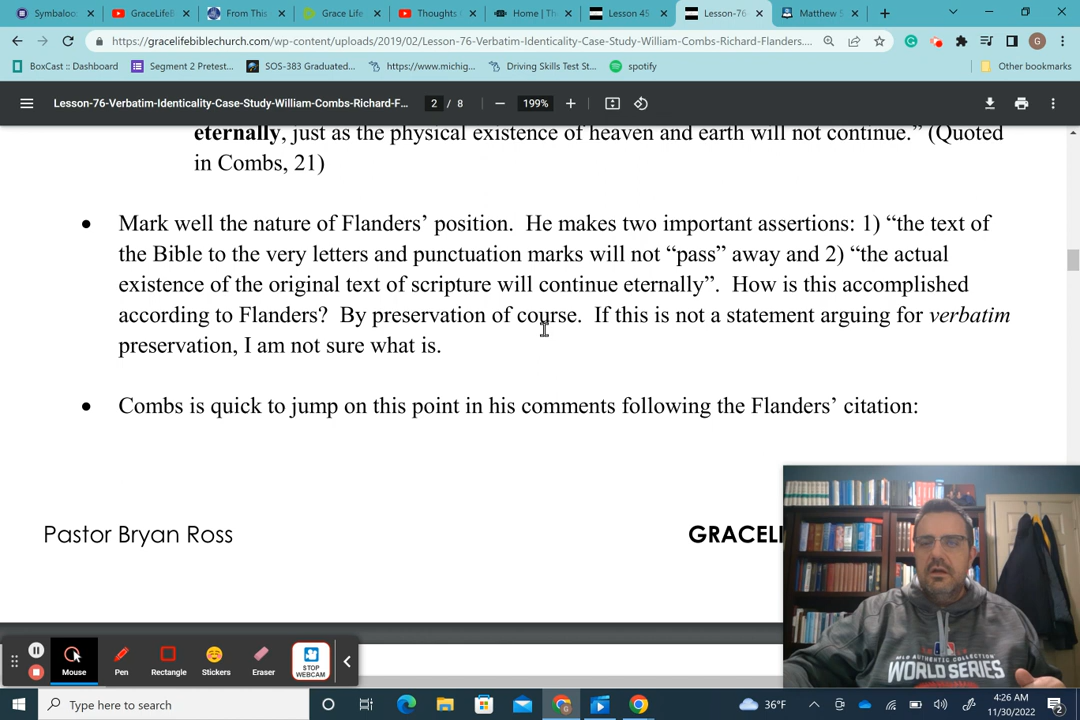 Symbaloo
GraceLifeB
From This
Grace Life
Thoughts
Home | Th
Lesson 45
Lesson-76-
Matthew 5
https://gracelifebiblechurch.com/wp-content/uploads/2019/02/Lesson-76-Verbatim-Identicality-Case-Study-William-Combs-Richard-Flanders....
G
BoxCast :: Dashboard
Segment 2 Pretest...
SOS-383 Graduated...
https://www.michig...
Driving Skills Test St...
spotify
Other bookmarks
Lesson-76-Verbatim-Identicality-Case-Study-William-Combs-Richard-F...
2 / 8
199%
eternally, just as the physical existence of heaven and earth will not continue.” (Quoted
in Combs, 21)
• Mark well the nature of Flanders’ position. He makes two important assertions: 1) “the text of
the Bible to the very letters and punctuation marks will not “pass” away and 2) “the actual
existence of the original text of scripture will continue eternally”. How is this accomplished
according to Flanders? By preservation of course. If this is not a statement arguing for verbatim
preservation, I am not sure what is.
• Combs is quick to jump on this point in his comments following the Flanders’ citation:
Pastor Bryan Ross
GRACELI
WORLD SERIES
Mouse
Pen
Rectangle
Stickers
Eraser
STOP
WEBCAM
Type here to search
36°F
4:26 AM
11/30/2022
2